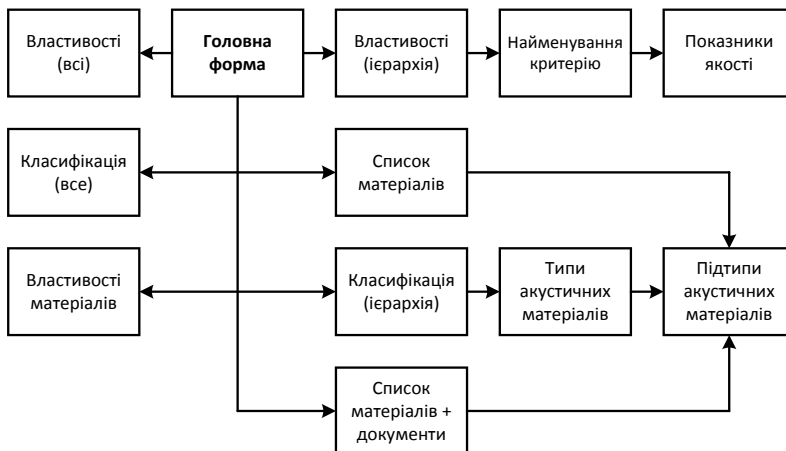 Властивості
(всі)
Головна
форма
Властивості
(ієрархія)
Найменування
критерію
Показники
якості
Класифікація
(все)
Список
матеріалів
Властивості
матеріалів
Класифікація
(ієрархія)
Типи
акустичних
матеріалів
Підтипи
акустичних
матеріалів
Список
матеріалів +
документи